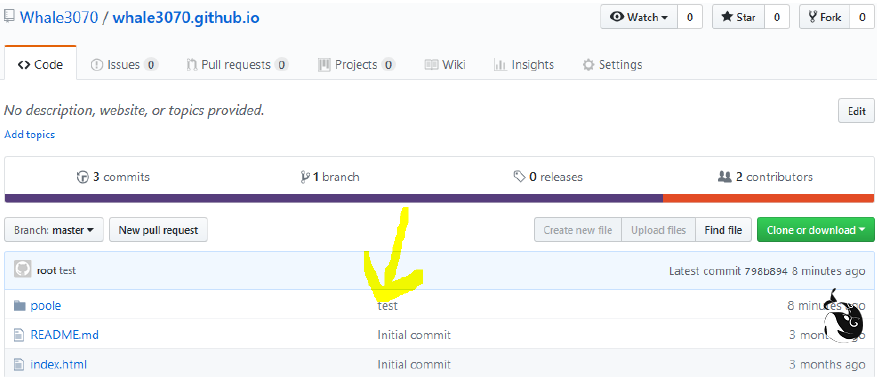 Whale3070 / whale3070.github.io Watch 0 Star 0 Fork 0
Code Issues 0 Pull requests 0 Projects 0 Wiki Insights Settings
No description, website, or topics provided. Edit
Add topics
3 commits 1 branch 0 releases 2 contributors
Branch: master New pull request Create new file Upload files Find file Clone or download
root test Latest commit 798b894 8 minutes ago
poole test 8 minutes ago
README.md Initial commit 3 months ago
index.html Initial commit 3 months ago